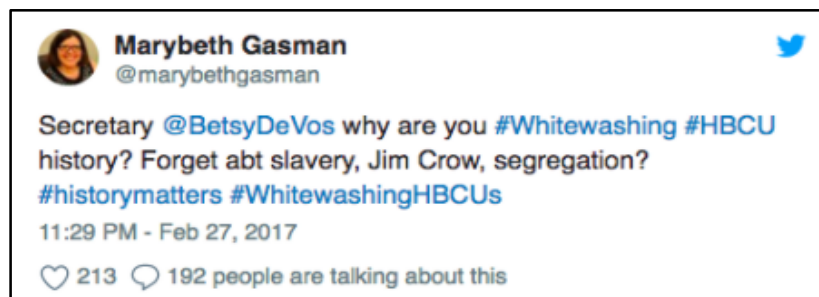 Marybeth Gasman
@marybethgasman
Secretary @BetsyDeVos why are you #Whitewashing #HBCU
history? Forget abt slavery, Jim Crow, segregation?
#historymatters #WhitewashingHBCUs
11:29 PM - Feb 27, 2017
213 192 people are talking about this